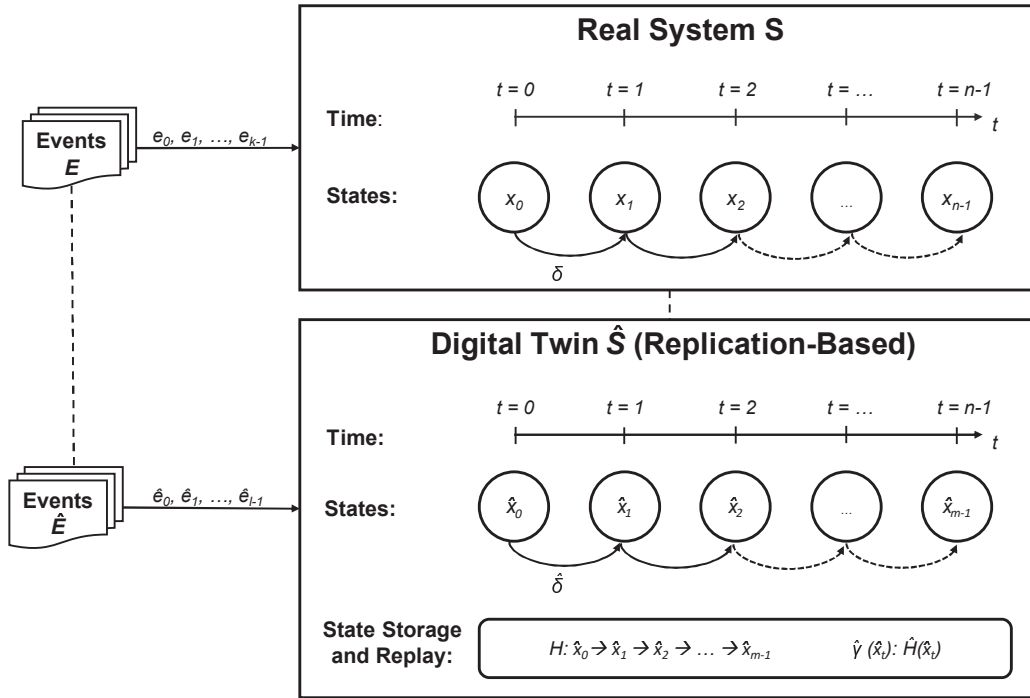 Real System S
t = 0 t = 1 t = 2 t = ... t = n-1
Time: t
Events
E
e₀, e₁, ..., eₖ₋₁
States: x₀ x₁ x₂ ... xₙ₋₁
δ
Digital Twin Ŝ (Replication-Based)
t = 0 t = 1 t = 2 t = ... t = n-1
Time: t
Events
Ê
ê₀, ê₁, ..., êₗ₋₁
States: x̂₀ x̂₁ x̂₂ ... x̂ₘ₋₁
δ̂
State Storage
and Replay:
H: x̂₀ → x̂₁ → x̂₂ → ... → x̂ₘ₋₁ γ̂ (x̂ₜ): Ĥ(x̂ₜ)